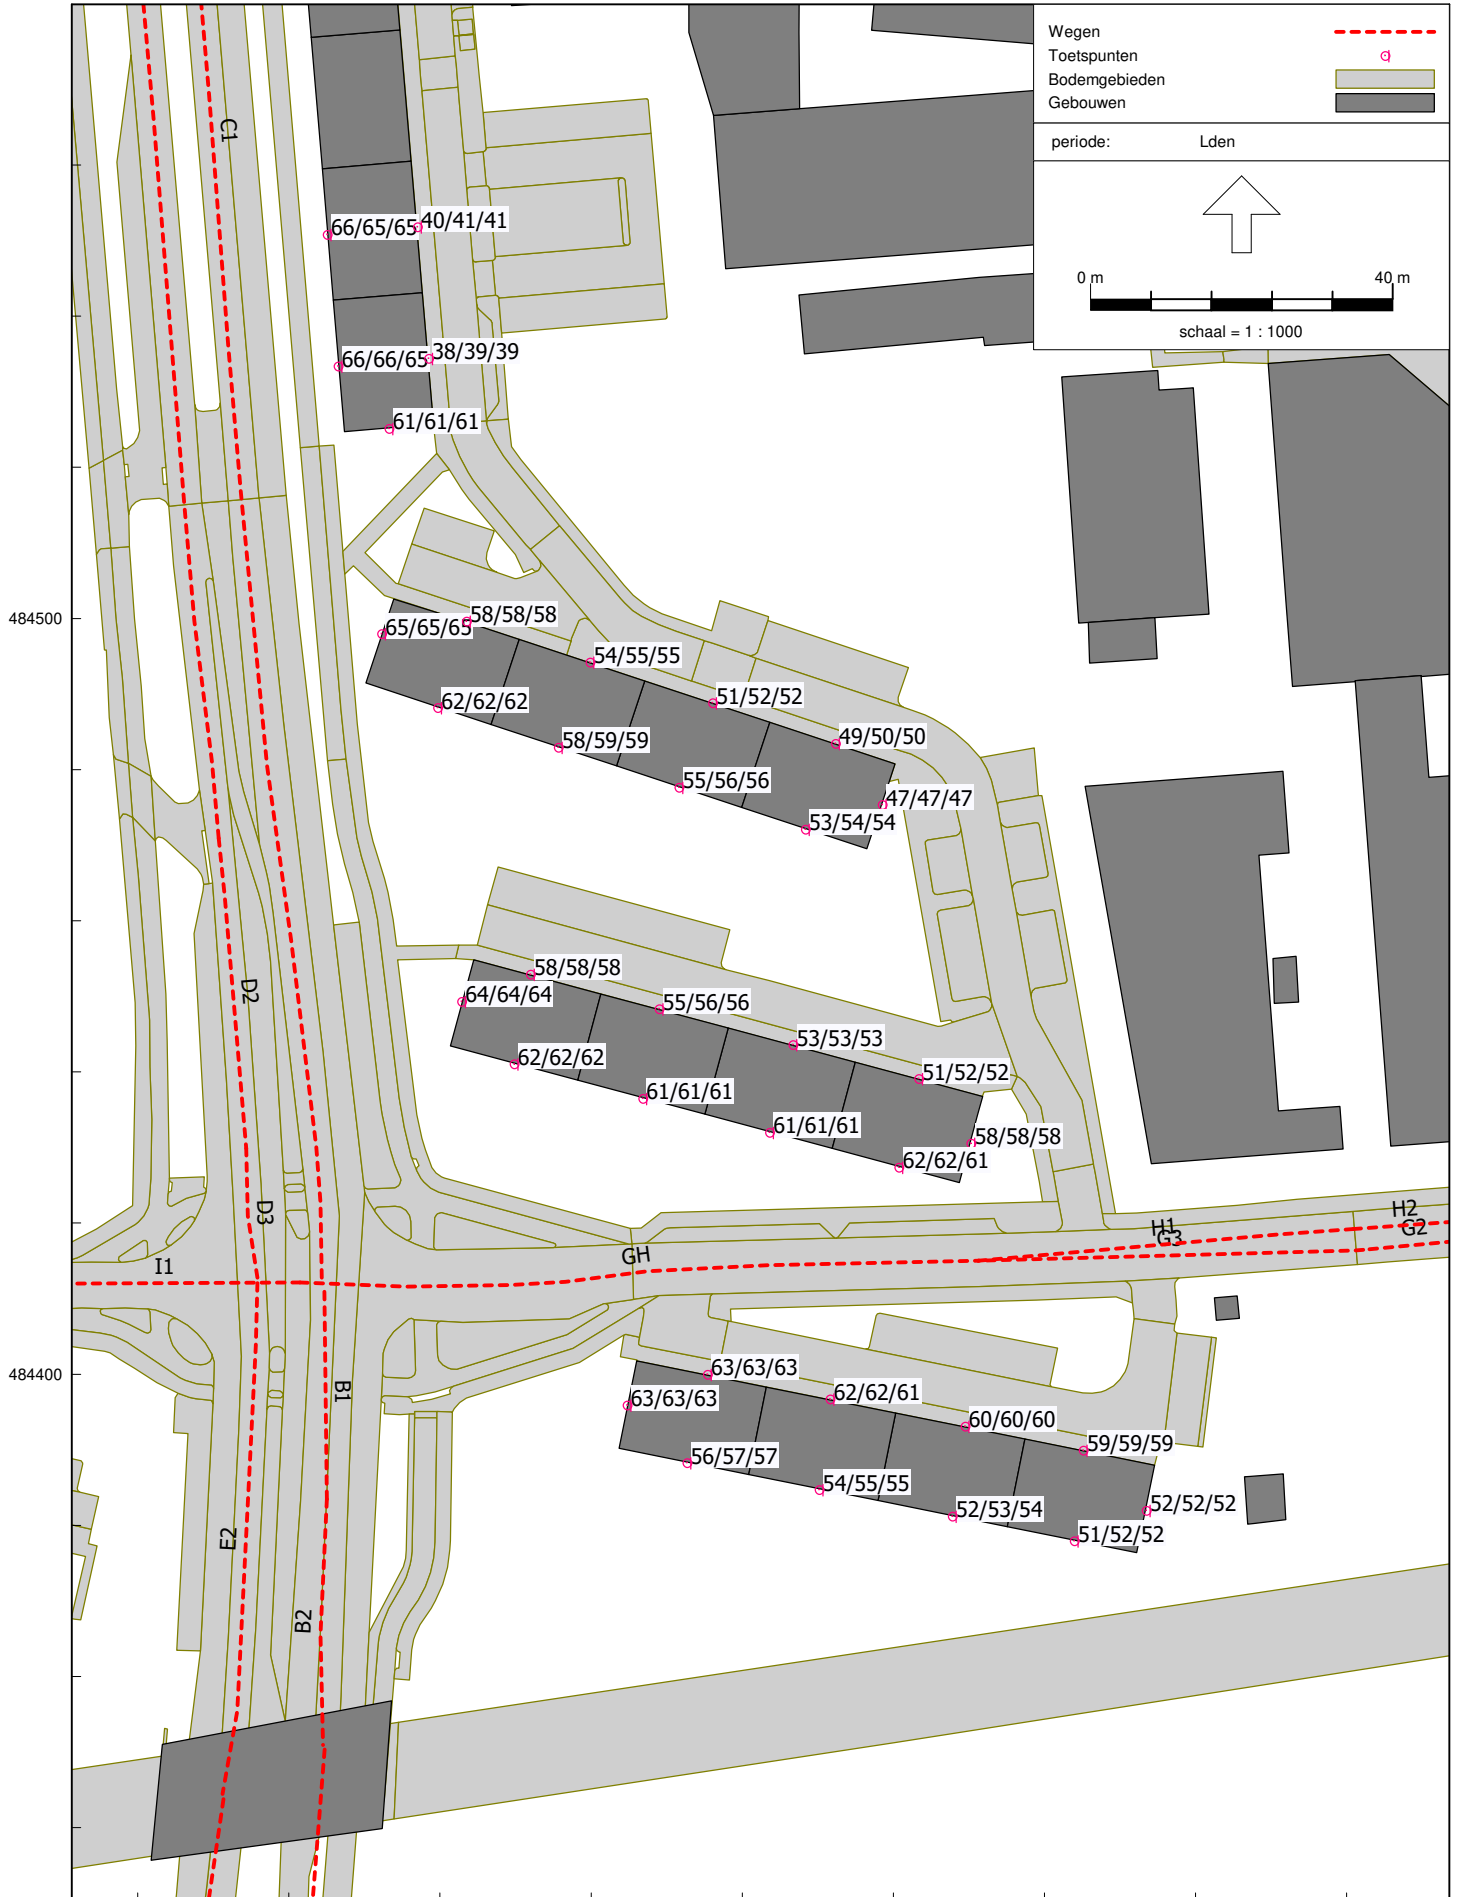 Wegen
Toetspunten
Bodemgebieden
Gebouwen
periode: Lden
0 m 40 m
schaal = 1 : 1000
C1
66/65/65 40/41/41
66/66/65 38/39/39
61/61/61
484500
58/58/58
65/65/65
54/55/55
51/52/52
62/62/62
49/50/50
58/59/59
55/56/56
47/47/47
53/54/54
58/58/58
D2
64/64/64
55/56/56
53/53/53
62/62/62
51/52/52
61/61/61
61/61/61
58/58/58
62/62/61
D3
H2
H1
G2
G3
GH
I1
484400
63/63/63
B1
62/62/61
63/63/63
60/60/60
59/59/59
56/57/57
54/55/55
52/52/52
52/53/54
E2
51/52/52
B2